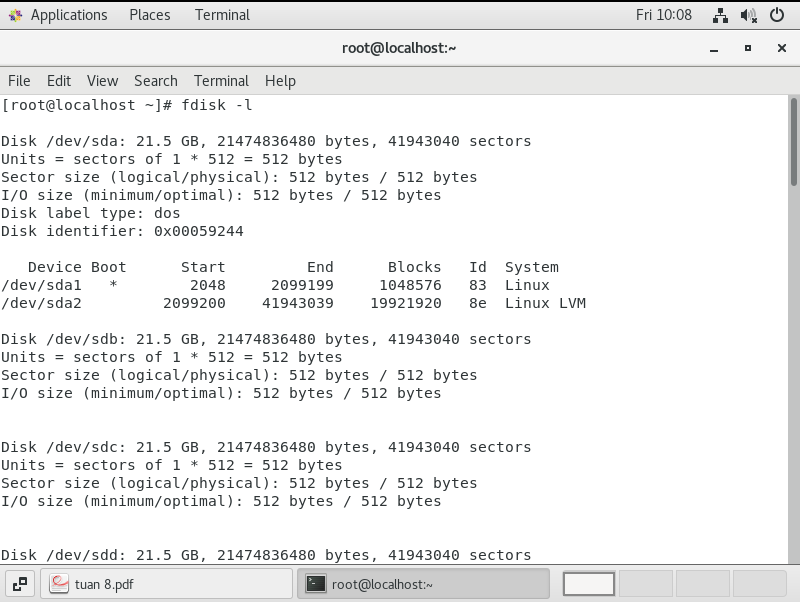 Applications Places Terminal Fri 10:08
root@localhost:~
File Edit View Search Terminal Help
[root@localhost ~]# fdisk -l
Disk /dev/sda: 21.5 GB, 21474836480 bytes, 41943040 sectors
Units = sectors of 1 * 512 = 512 bytes
Sector size (logical/physical): 512 bytes / 512 bytes
I/O size (minimum/optimal): 512 bytes / 512 bytes
Disk label type: dos
Disk identifier: 0x00059244
Device Boot Start End Blocks Id System
/dev/sda1 * 2048 2099199 1048576 83 Linux
/dev/sda2 2099200 41943039 19921920 8e Linux LVM
Disk /dev/sdb: 21.5 GB, 21474836480 bytes, 41943040 sectors
Units = sectors of 1 * 512 = 512 bytes
Sector size (logical/physical): 512 bytes / 512 bytes
I/O size (minimum/optimal): 512 bytes / 512 bytes
Disk /dev/sdc: 21.5 GB, 21474836480 bytes, 41943040 sectors
Units = sectors of 1 * 512 = 512 bytes
Sector size (logical/physical): 512 bytes / 512 bytes
I/O size (minimum/optimal): 512 bytes / 512 bytes
Disk /dev/sdd: 21.5 GB, 21474836480 bytes, 41943040 sectors
tuan 8.pdf root@localhost:~